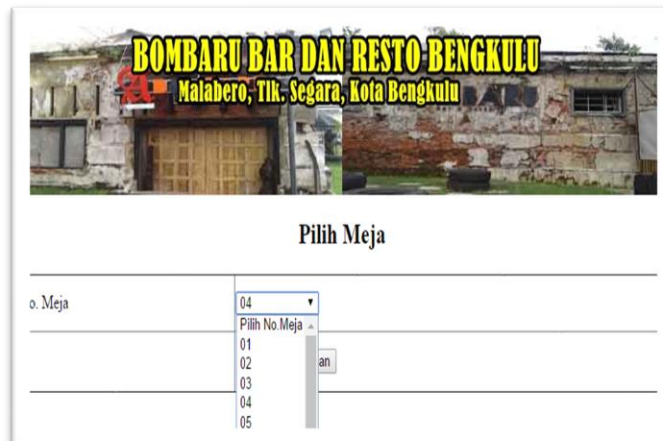 BOMBARU BAR DAN RESTO BENGKULU
Malabero, Tlk. Segara, Kota Bengkulu
Pilih Meja
o. Meja
04
Pilih No.Meja
01
02
an
03
04
05